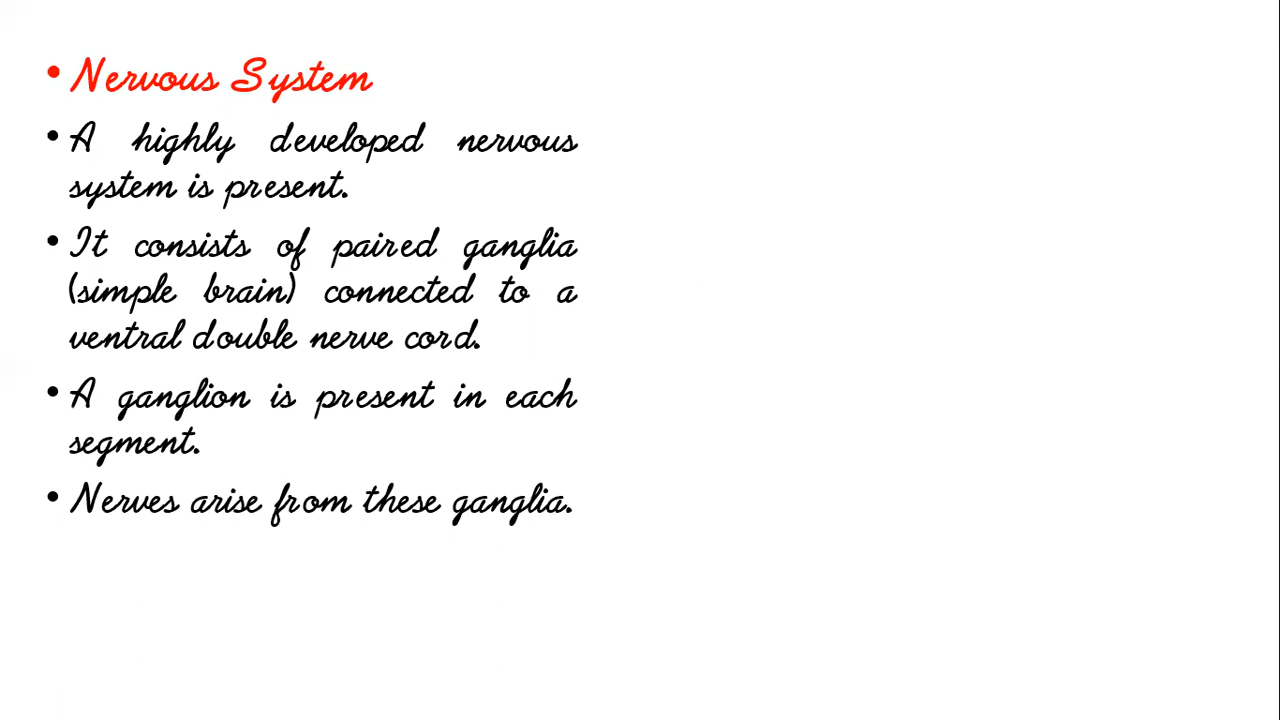 • Nervous System
• A highly developed nervous
system is present.
• It consists of paired ganglia
(simple brain) connected to a
ventral double nerve cord.
• A ganglion is present in each
segment.
• Nerves arise from these ganglia.